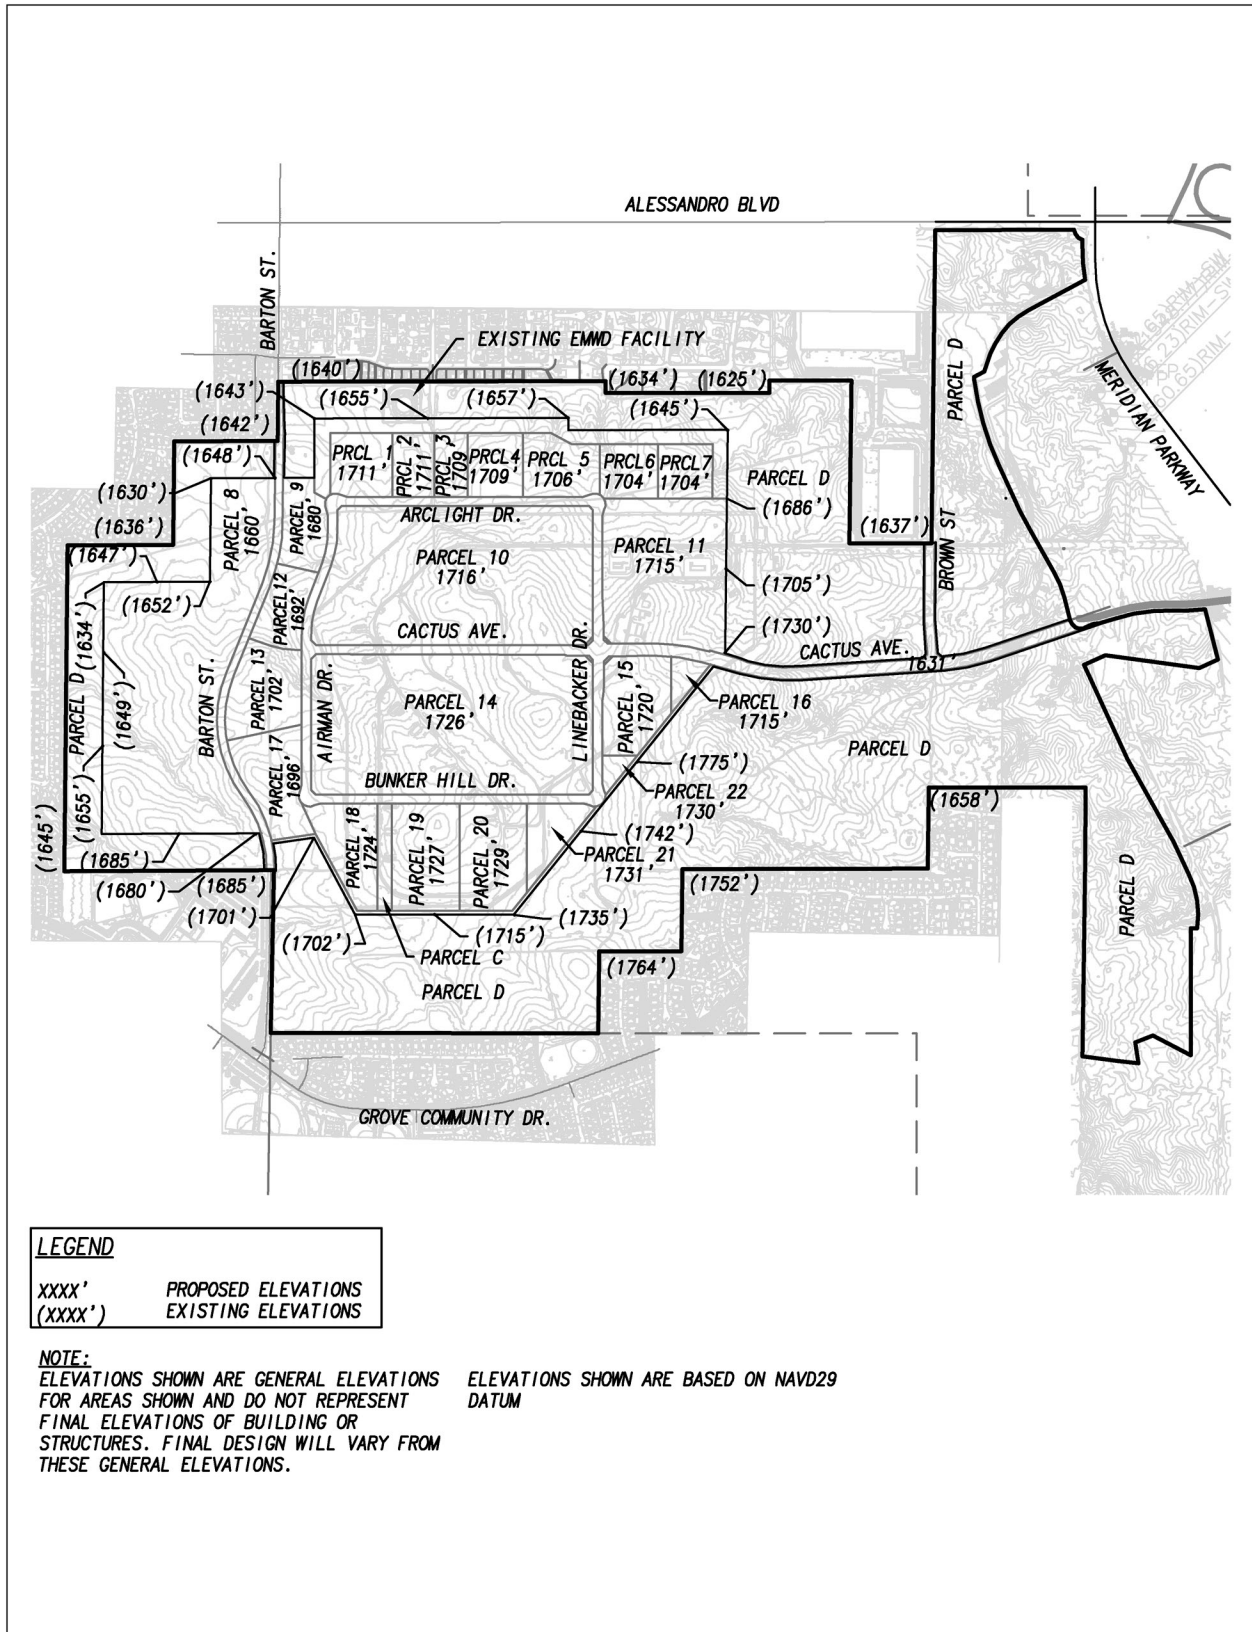 ALESSANDRO BLVD
BARTON ST.
EXISTING EMWD FACILITY
(1640')
(1634')
(1625')
(1643')
(1655')
(1657')
(1645')
(1642')
(1648')
(1630')
(1636')
(1647')
(1652')
PARCEL D
MERIDIAN PARKWAY
PRCL 1
1711'
PRCL 2
1711'
PRCL 3
1709'
PRCL4
1709'
PRCL 5
1706'
PRCL6
1704'
PRCL7
1704'
PARCEL D
(1686')
(1637')
PARCEL 8
1660'
PARCEL 9
1680'
ARCLIGHT DR.
PARCEL 10
1716'
PARCEL 11
1715'
(1705')
BROWN ST
PARCEL 12
1692'
CACTUS AVE.
(1730')
CACTUS AVE.
1631'
(1634')
PARCEL D
(1649')
(1655')
(1645')
BARTON ST.
PARCEL 13
1702'
AIRMAN DR.
PARCEL 14
1726'
LINEBACKER DR.
PARCEL 15
1720'
PARCEL 16
1715'
PARCEL D
PARCEL 17
1696'
BUNKER HILL DR.
(1775')
PARCEL 22
1730'
(1658')
(1742')
PARCEL 21
1731'
PARCEL 18
1724'
PARCEL 19
1727'
PARCEL 20
1729'
(1685')
(1680')
(1685')
(1701')
(1702')
(1752')
(1735')
(1715')
PARCEL C
PARCEL D
(1764')
PARCEL D
GROVE COMMUNITY DR.
LEGEND
XXXX' PROPOSED ELEVATIONS
(XXXX') EXISTING ELEVATIONS
NOTE:
ELEVATIONS SHOWN ARE GENERAL ELEVATIONS
FOR AREAS SHOWN AND DO NOT REPRESENT
FINAL ELEVATIONS OF BUILDING OR
STRUCTURES. FINAL DESIGN WILL VARY FROM
THESE GENERAL ELEVATIONS.
ELEVATIONS SHOWN ARE BASED ON NAVD29
DATUM